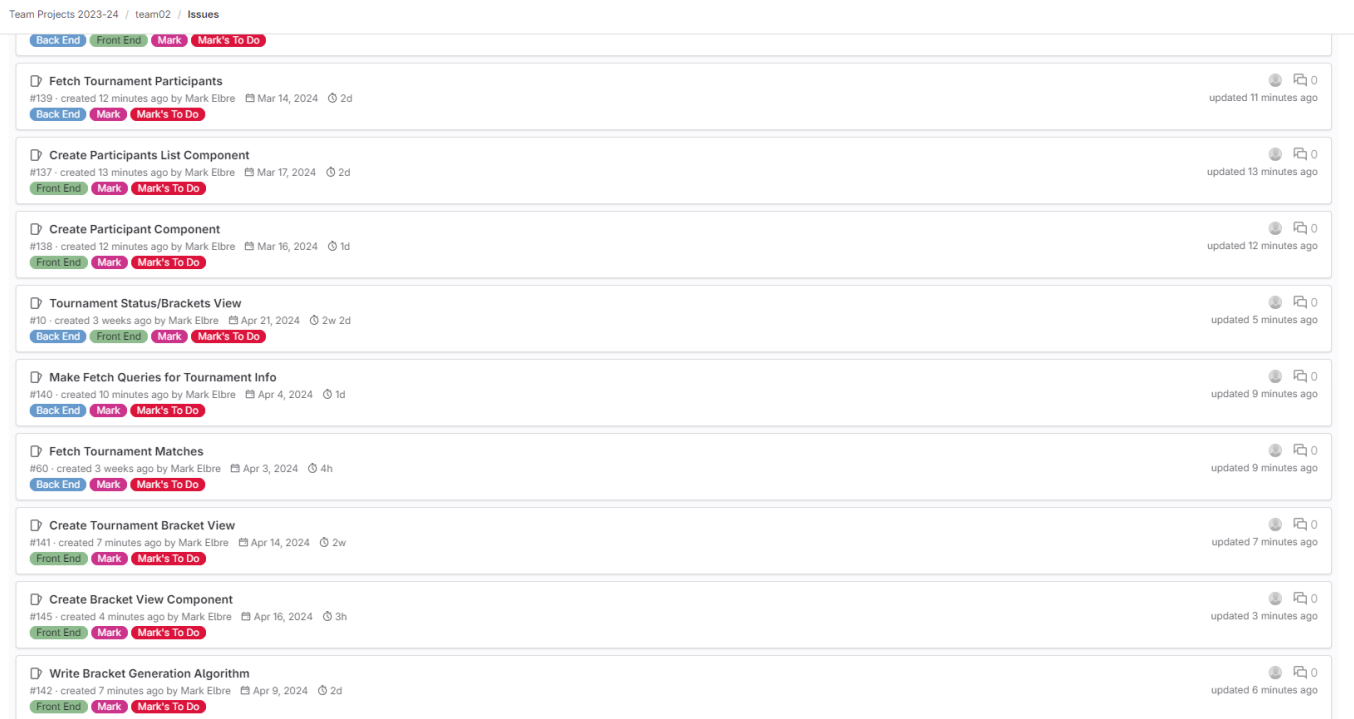 Team Projects 2023-24 / team02 / Issues
Back End Front End Mark Mark's To Do
Fetch Tournament Participants 0
#139 · created 12 minutes ago by Mark Elbre Mar 14, 2024 2d updated 11 minutes ago
Back End Mark Mark's To Do
Create Participants List Component 0
#137 · created 13 minutes ago by Mark Elbre Mar 17, 2024 2d updated 13 minutes ago
Front End Mark Mark's To Do
Create Participant Component 0
#138 · created 12 minutes ago by Mark Elbre Mar 16, 2024 1d updated 12 minutes ago
Front End Mark Mark's To Do
Tournament Status/Brackets View 0
#10 · created 3 weeks ago by Mark Elbre Apr 21, 2024 2w 2d updated 5 minutes ago
Back End Front End Mark Mark's To Do
Make Fetch Queries for Tournament Info 0
#140 · created 10 minutes ago by Mark Elbre Apr 4, 2024 1d updated 9 minutes ago
Back End Mark Mark's To Do
Fetch Tournament Matches 0
#60 · created 3 weeks ago by Mark Elbre Apr 3, 2024 4h updated 9 minutes ago
Back End Mark Mark's To Do
Create Tournament Bracket View 0
#141 · created 7 minutes ago by Mark Elbre Apr 14, 2024 2w updated 7 minutes ago
Front End Mark Mark's To Do
Create Bracket View Component 0
#145 · created 4 minutes ago by Mark Elbre Apr 16, 2024 3h updated 3 minutes ago
Front End Mark Mark's To Do
Write Bracket Generation Algorithm 0
#142 · created 7 minutes ago by Mark Elbre Apr 9, 2024 2d updated 6 minutes ago
Front End Mark Mark's To Do